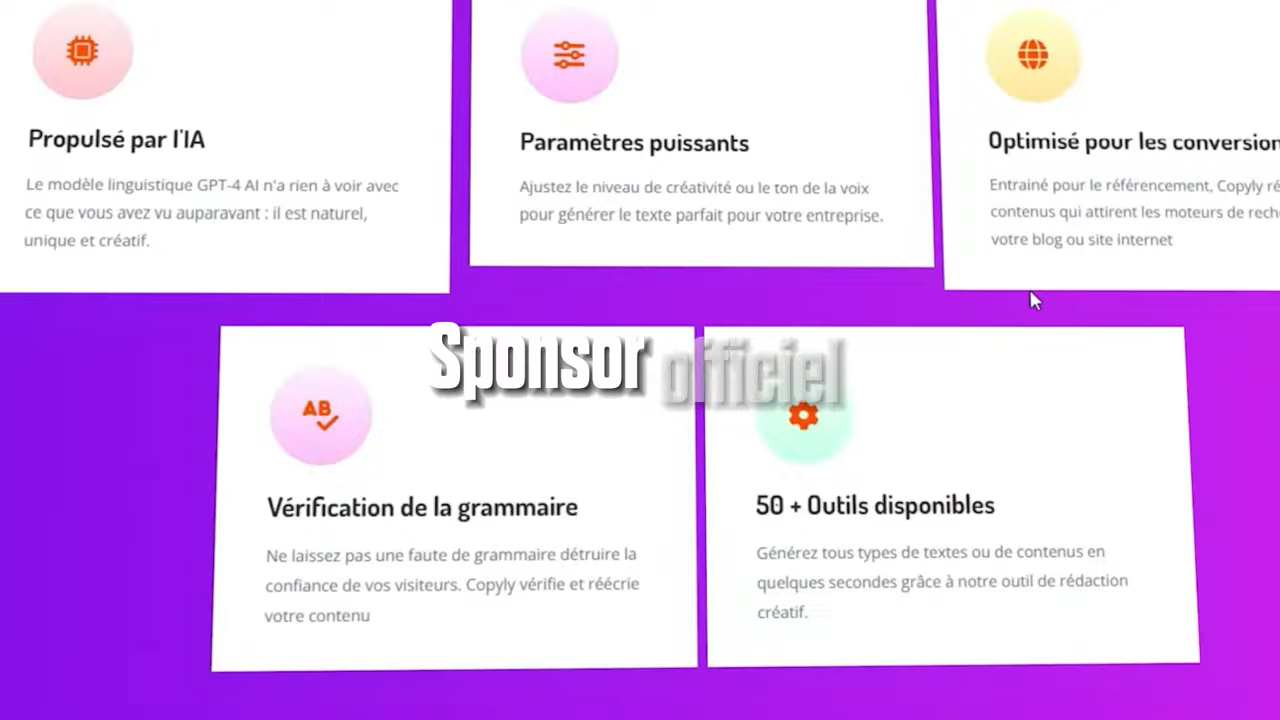 Propulsé par l'IA
Le modèle linguistique GPT-4 AI n'a rien à voir avec
ce que vous avez vu auparavant : il est naturel,
unique et créatif.
Paramètres puissants
Ajustez le niveau de créativité ou le ton de la voix
pour générer le texte parfait pour votre entreprise.
Optimisé pour les conversion
Entrainé pour le référencement, Copyly ré
contenus qui attirent les moteurs de rech
votre blog ou site internet
Sponsor officiel
AB
Vérification de la grammaire
Ne laissez pas une faute de grammaire détruire la
confiance de vos visiteurs. Copyly vérifie et réécrie
votre contenu
50 + Outils disponibles
Générez tous types de textes ou de contenus en
quelques secondes grâce à notre outil de rédaction
créatif.